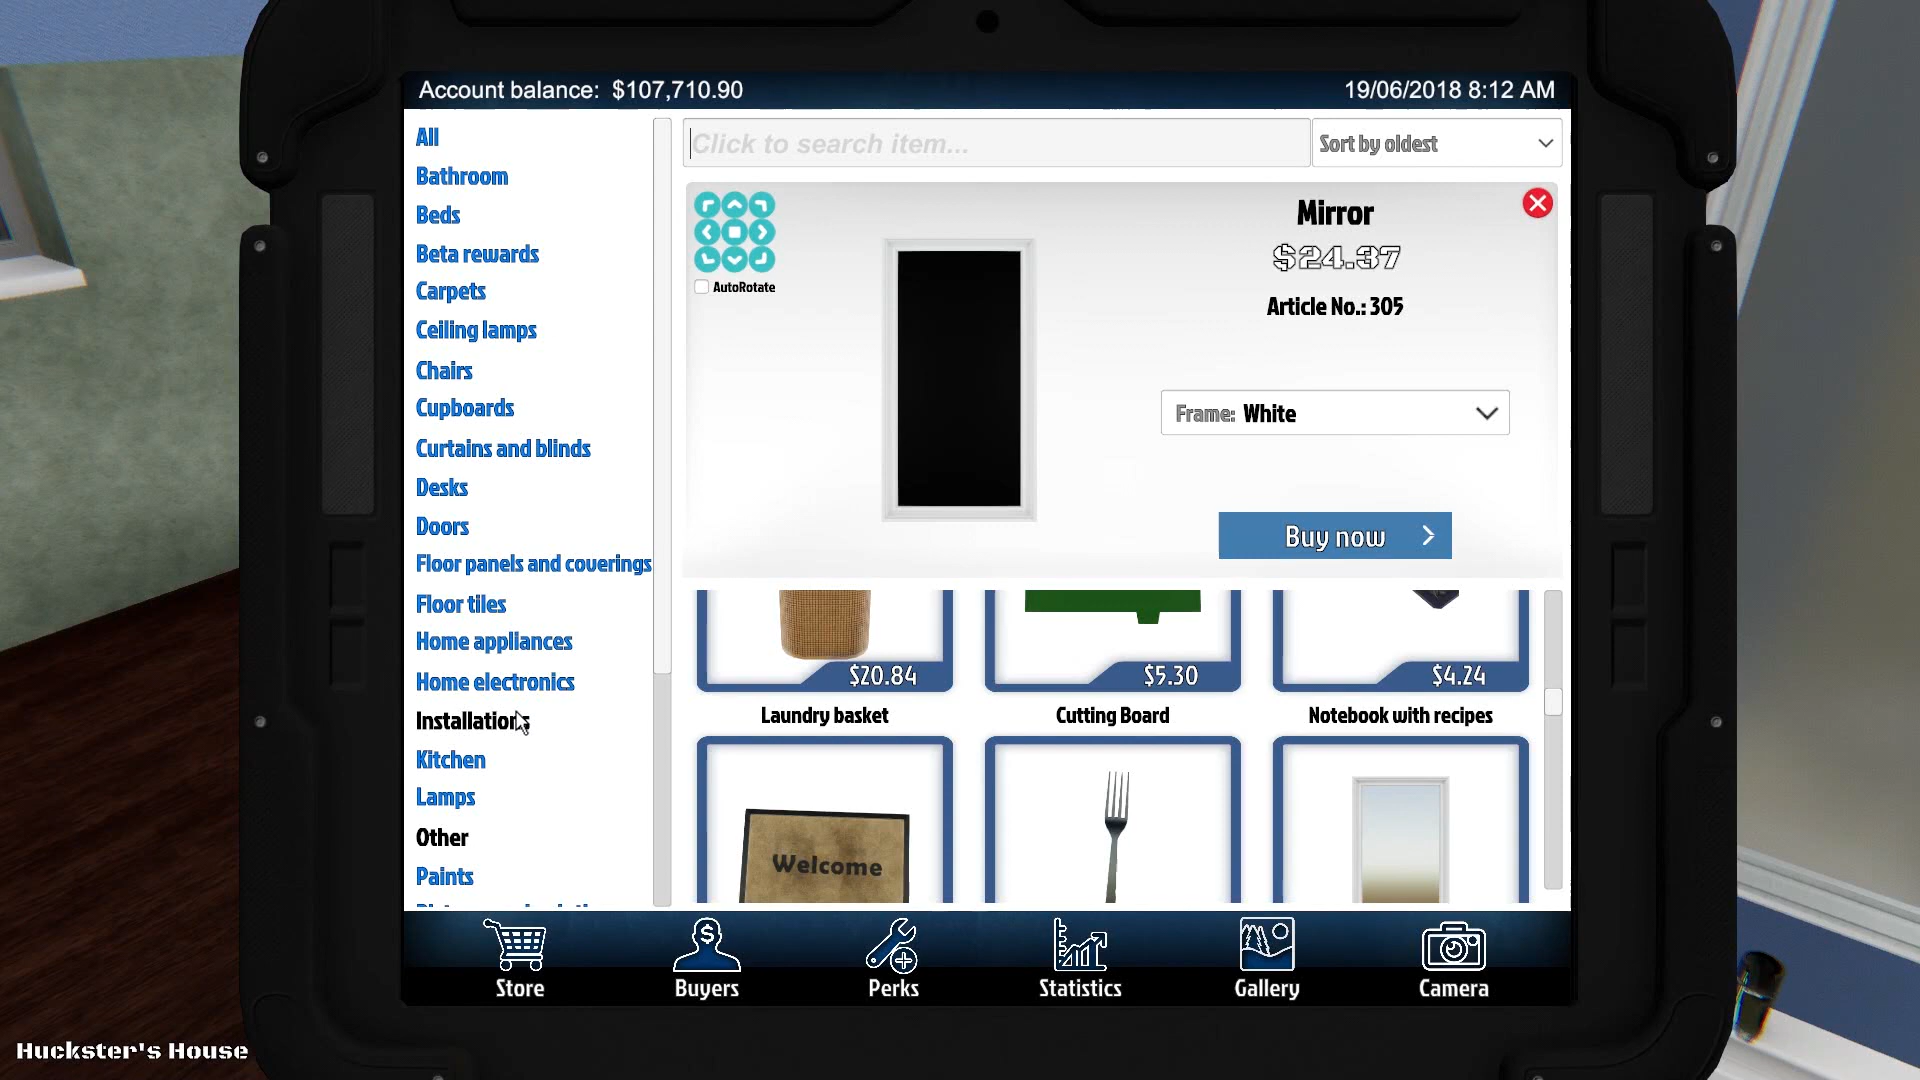 Account balance: $107,710.90
19/06/2018 8:12 AM
All
Bathroom
Beds
Beta rewards
Carpets
Ceiling lamps
Chairs
Cupboards
Curtains and blinds
Desks
Doors
Floor panels and coverings
Floor tiles
Home appliances
Home electronics
Installations
Kitchen
Lamps
Other
Paints
Click to search item...
Sort by oldest
AutoRotate
Mirror
$24.37
Article No.: 305
Frame: White
Buy now
$20.84
$5.30
$4.24
Laundry basket
Cutting Board
Notebook with recipes
Welcome
Store
Buyers
Perks
Statistics
Gallery
Camera
Huckster's House